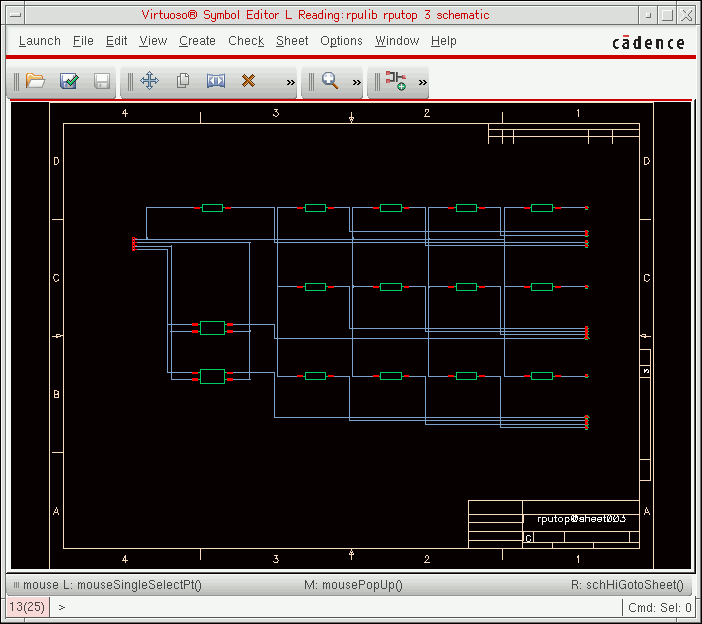 Virtuoso® Symbol Editor L Reading:rpulib rputop 3 schematic
Launch File Edit View Create Check Sheet Options Window Help
cādence
» » »
4 3 2 1
D D
C C
3
B B
A A
rputop@sheet003
C
4 3 2 1
mouse L: mouseSingleSelectPt() M: mousePopUp() R: schHiGotoSheet()
13(25) > Cmd: Sel: 0